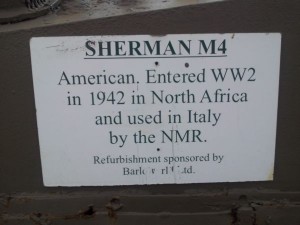 SHERMAN M4
American. Entered WW2
in 1942 in North Africa
and used in Italy
by the NMR.
Refurbishment sponsored by
Ltd.